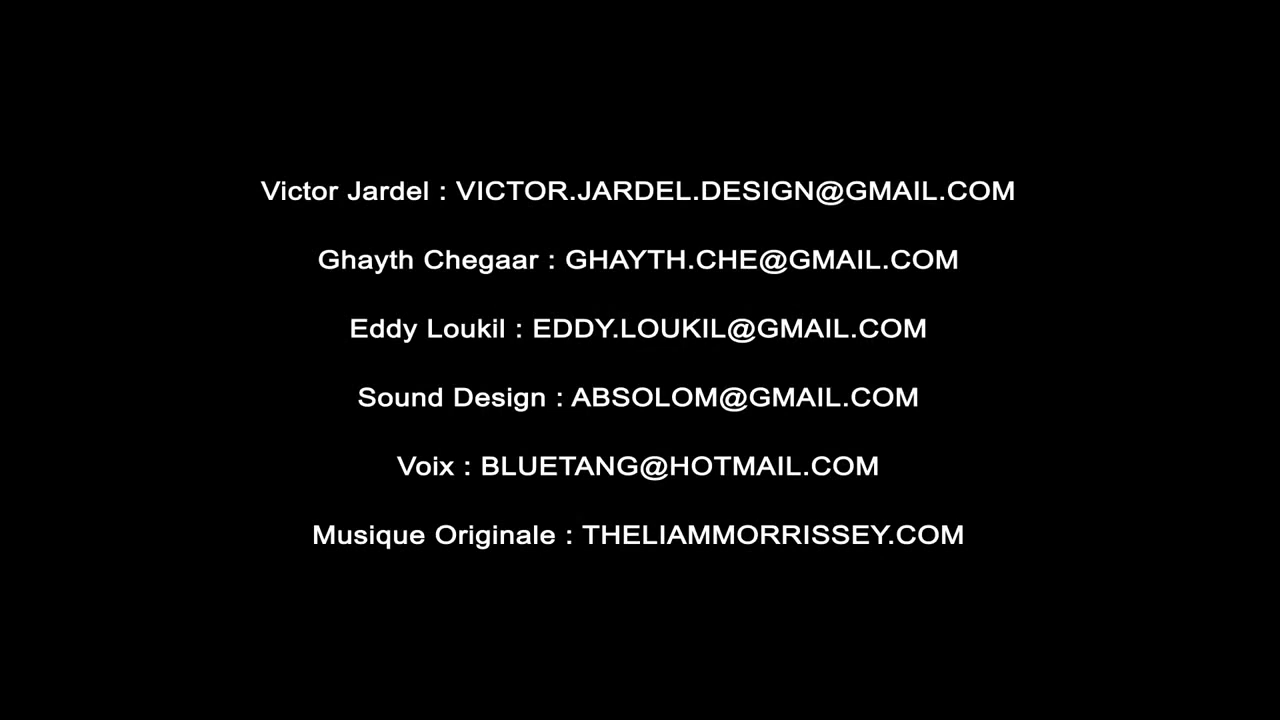 Victor Jardel : VICTOR.JARDEL.DESIGN@GMAIL.COM
Ghayth Chegaar : GHAYTH.CHE@GMAIL.COM
Eddy Loukil : EDDY.LOUKIL@GMAIL.COM
Sound Design : ABSOLOM@GMAIL.COM
Voix : BLUETANG@HOTMAIL.COM
Musique Originale : THELIAMMORRISSEY.COM